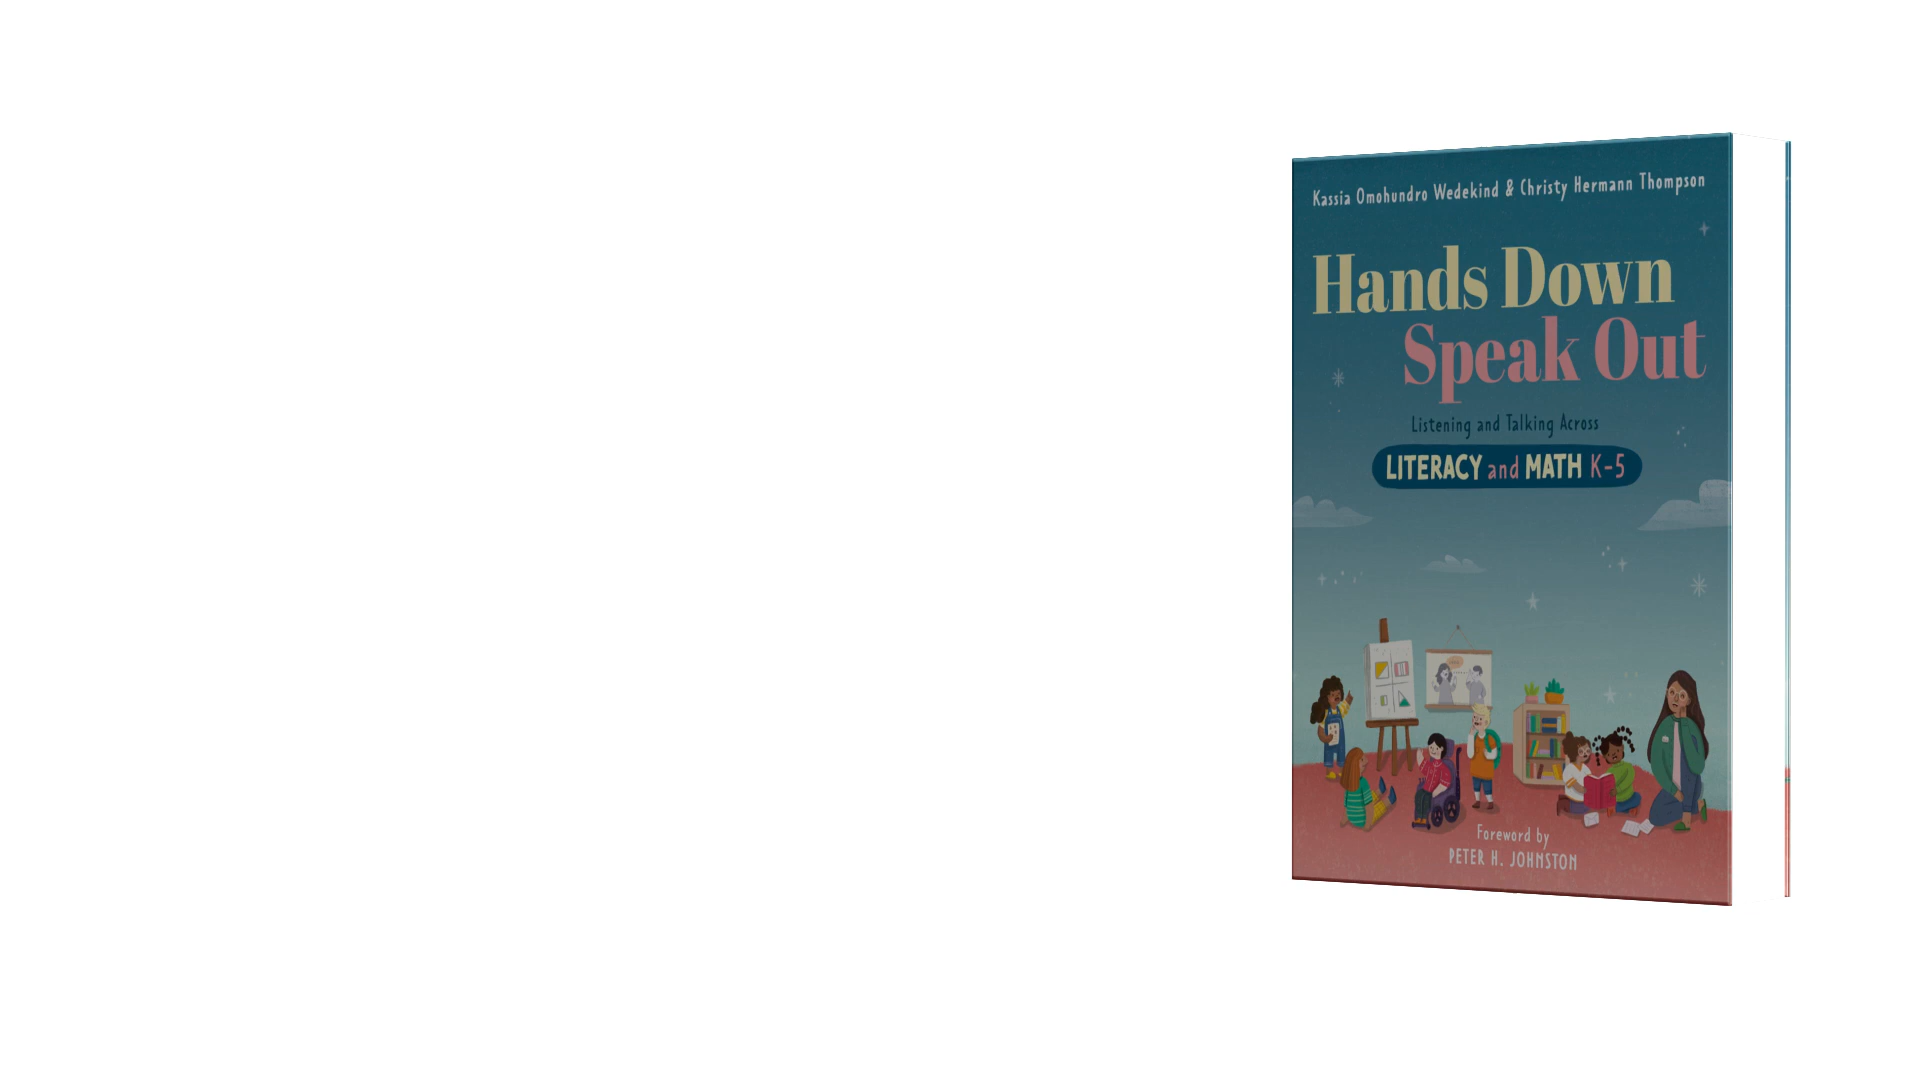 Kassia Omohundro Wedekind & Christy Hermann Thompson
Hands Down
Speak Out
Listening and Talking Across
LITERACY and MATH K-5
Foreword by
PETER H. JOHNSTON